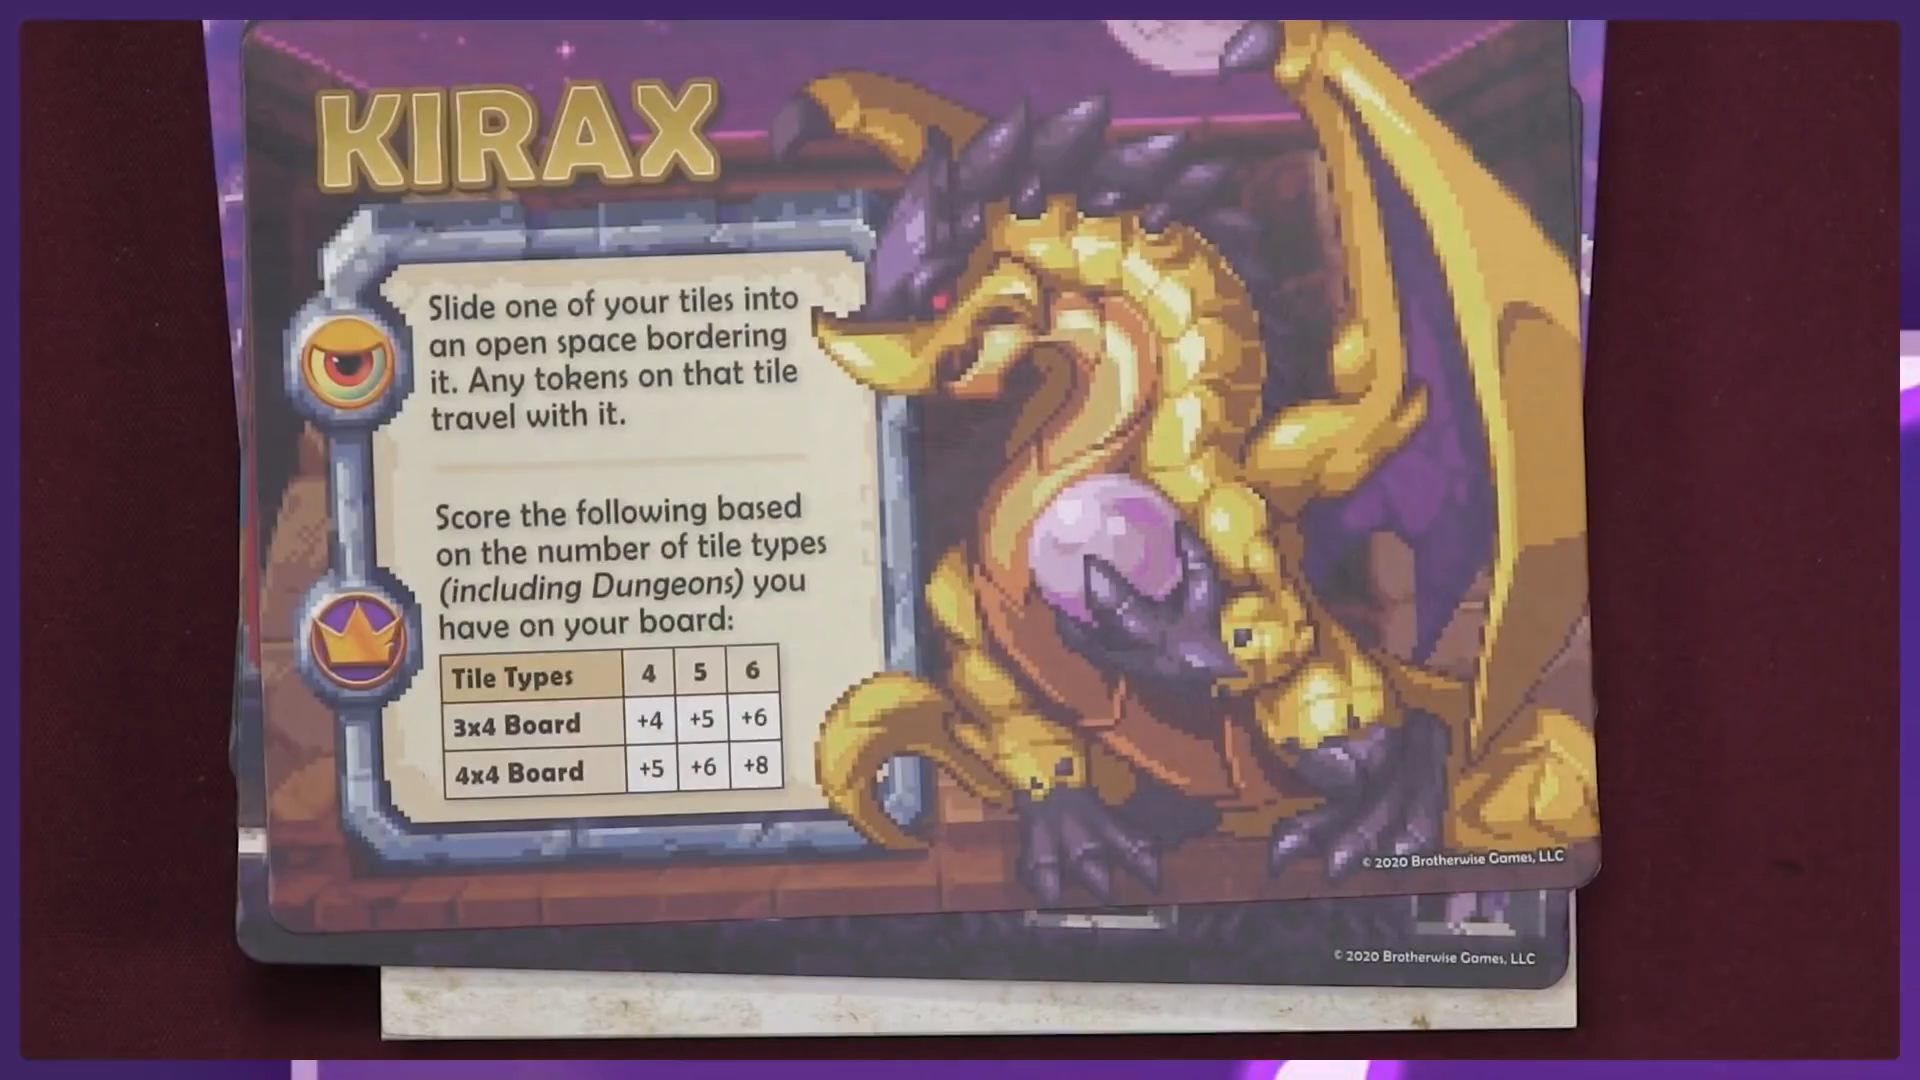 KIRAX
Slide one of your tiles into
an open space bordering
it. Any tokens on that tile
travel with it.
Score the following based
on the number of tile types
(including Dungeons) you
have on your board:
Tile Types 4 5 6
3x4 Board +4 +5 +6
4x4 Board +5 +6 +8
© 2020 Brotherwise Games, LLC
© 2020 Brotherwise Games, LLC